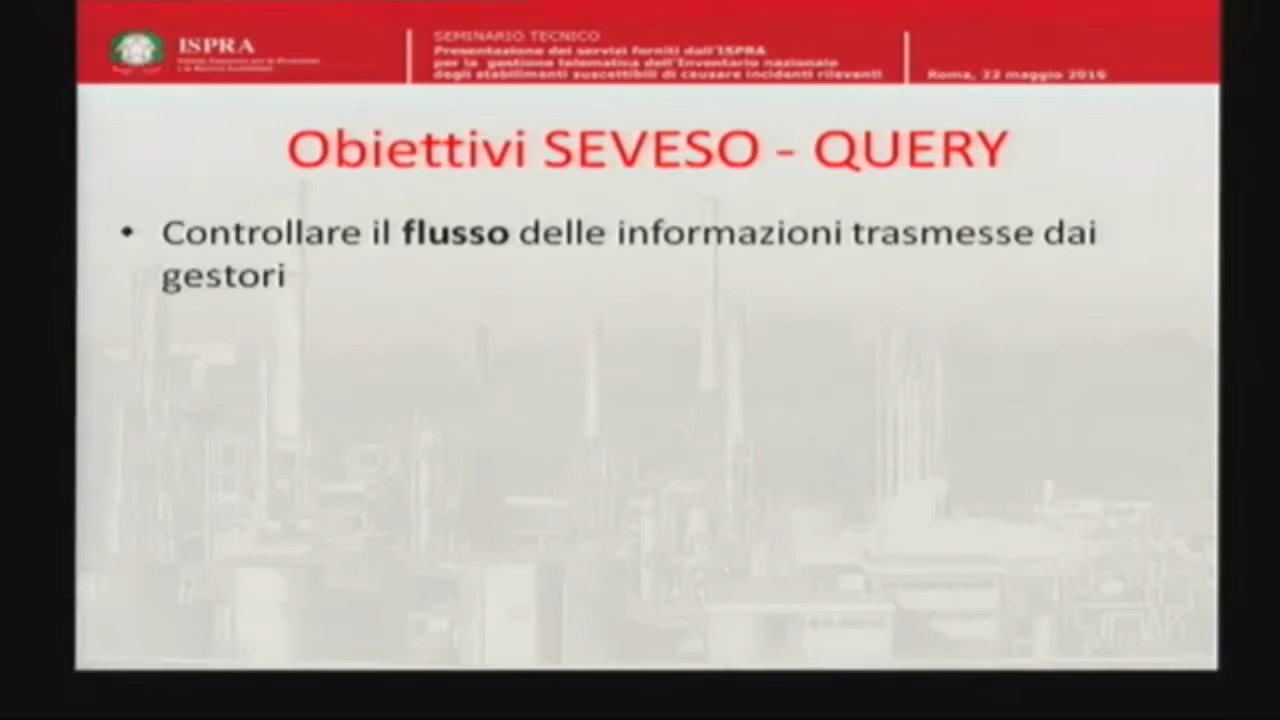 ISPRA
SEMINARIO TECNICO
Presentazione dei servizi forniti dall'ISPRA
per la gestione telematica dell'Inventario nazionale
degli stabilimenti suscettibili di causare incidenti rilevanti
Roma, 23 maggio 2016
Obiettivi SEVESO - QUERY
• Controllare il flusso delle informazioni trasmesse dai
gestori